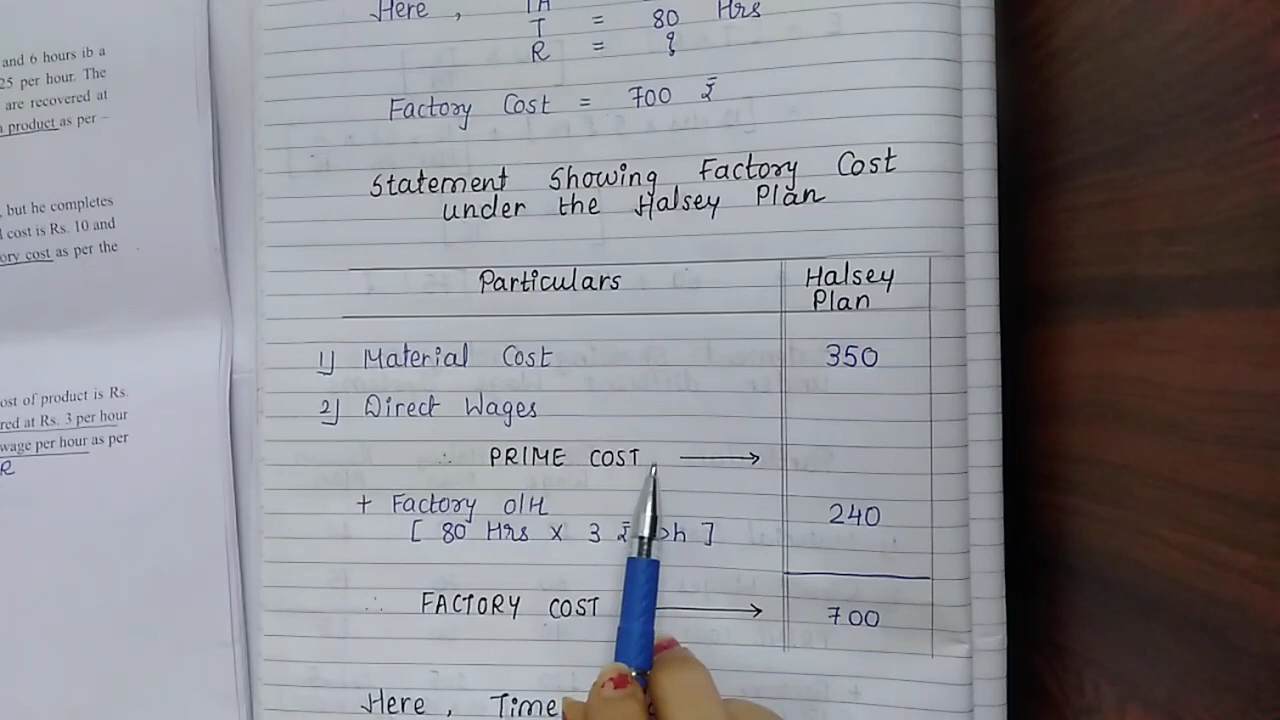 and 6 hours ib a
25 per hour. The
are recovered at
product as per –
, but he completes
cost is Rs. 10 and
ory cost as per the
ost of product is Rs.
red at Rs. 3 per hour
wage per hour as per
R
Here ,
T = 80 Hrs
R = ?
Factory Cost = 700 ₹
Statement Showing Factory Cost
under the Halsey Plan
Particulars Halsey Plan
1) Material Cost 350
2) Direct Wages
∴ PRIME COST →
+ Factory O/H 240
[ 80 Hrs x 3 ₹ ph ]
∴ FACTORY COST → 700
Here , Time